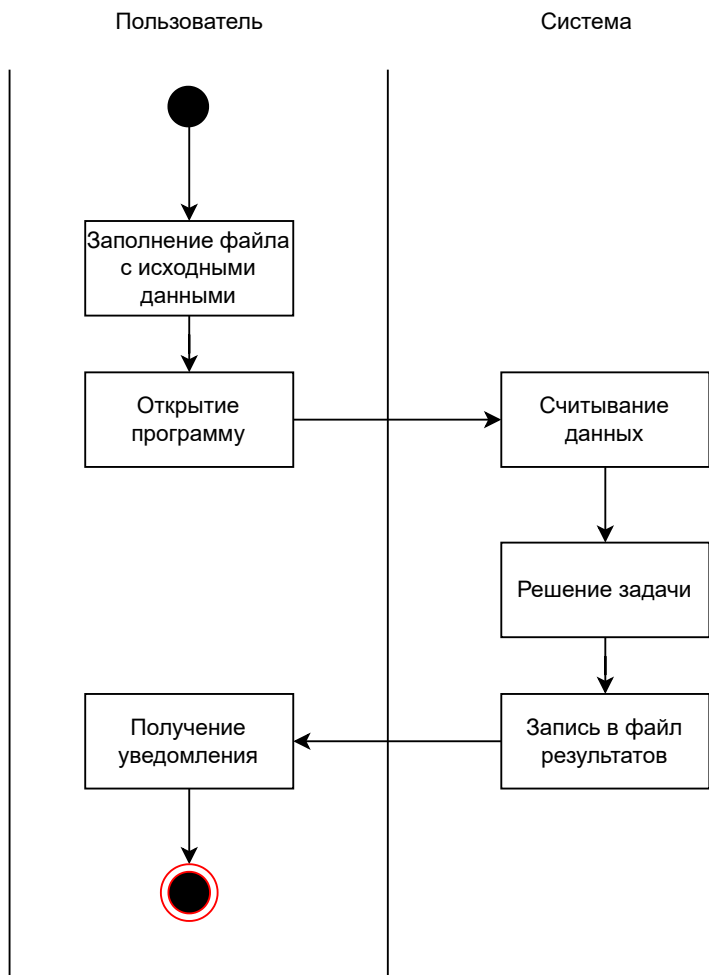 Пользователь
Система
Заполнение файла
с исходными
данными
Открытие
программу
Считывание
данных
Решение задачи
Получение
уведомления
Запись в файл
результатов